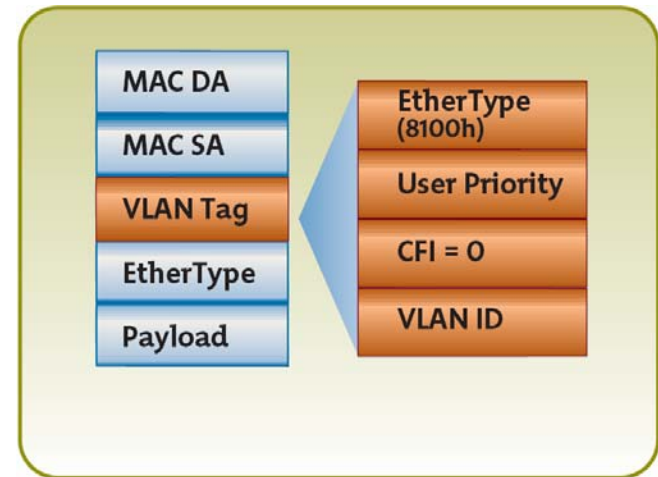 MAC DA
MAC SA
VLAN Tag
EtherType
Payload
EtherType
(8100h)
User Priority
CFI = 0
VLAN ID